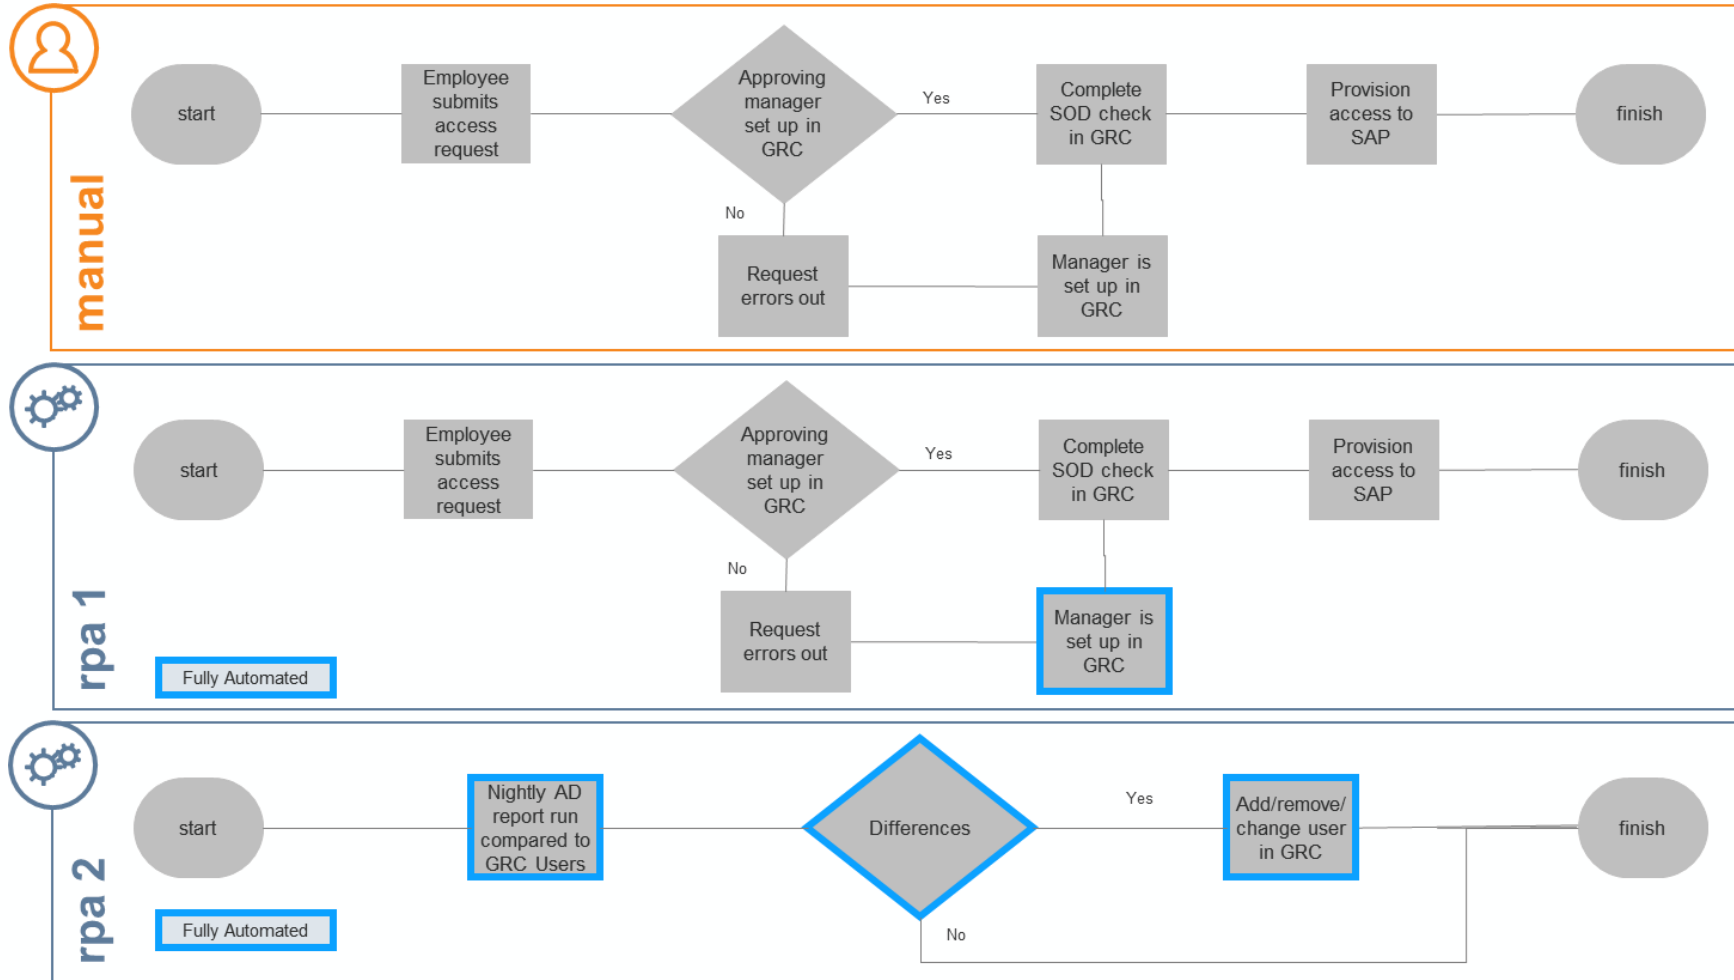 manual
start
Employee
submits
access
request
Approving
manager
set up in
GRC
Yes
Complete
SOD check
in GRC
Provision
access to
SAP
finish
No
Request
errors out
Manager is
set up in
GRC
rpa 1
start
Employee
submits
access
request
Approving
manager
set up in
GRC
Yes
Complete
SOD check
in GRC
Provision
access to
SAP
finish
No
Request
errors out
Manager is
set up in
GRC
Fully Automated
rpa 2
start
Nightly AD
report run
compared to
GRC Users
Differences
Yes
Add/remove/
change user
in GRC
finish
No
Fully Automated